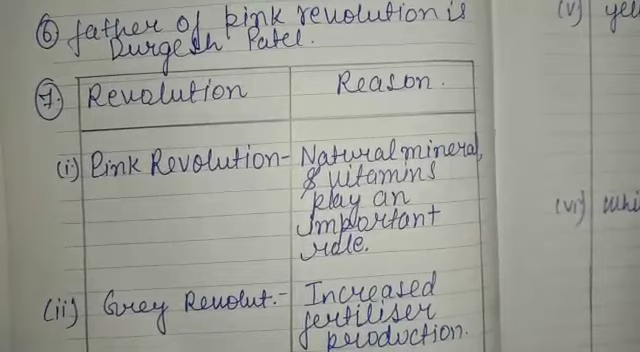 ⑥ father of pink revolution is
Durgesh Patel.
⑦. Revolution Reason.
(i) Pink Revolution- Natural mineral,
& vitamins
play an
important
role.
(ii) Grey Revolut.- Increased
fertiliser
production.
(v)
(vi)